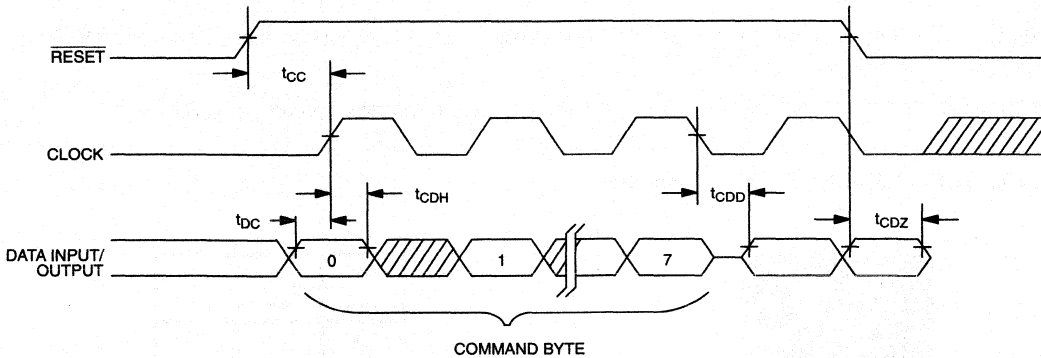 RESET
tCC
CLOCK
tCDH
tCDD
tDC
tCDZ
DATA INPUT/
OUTPUT
0
1
7
COMMAND BYTE